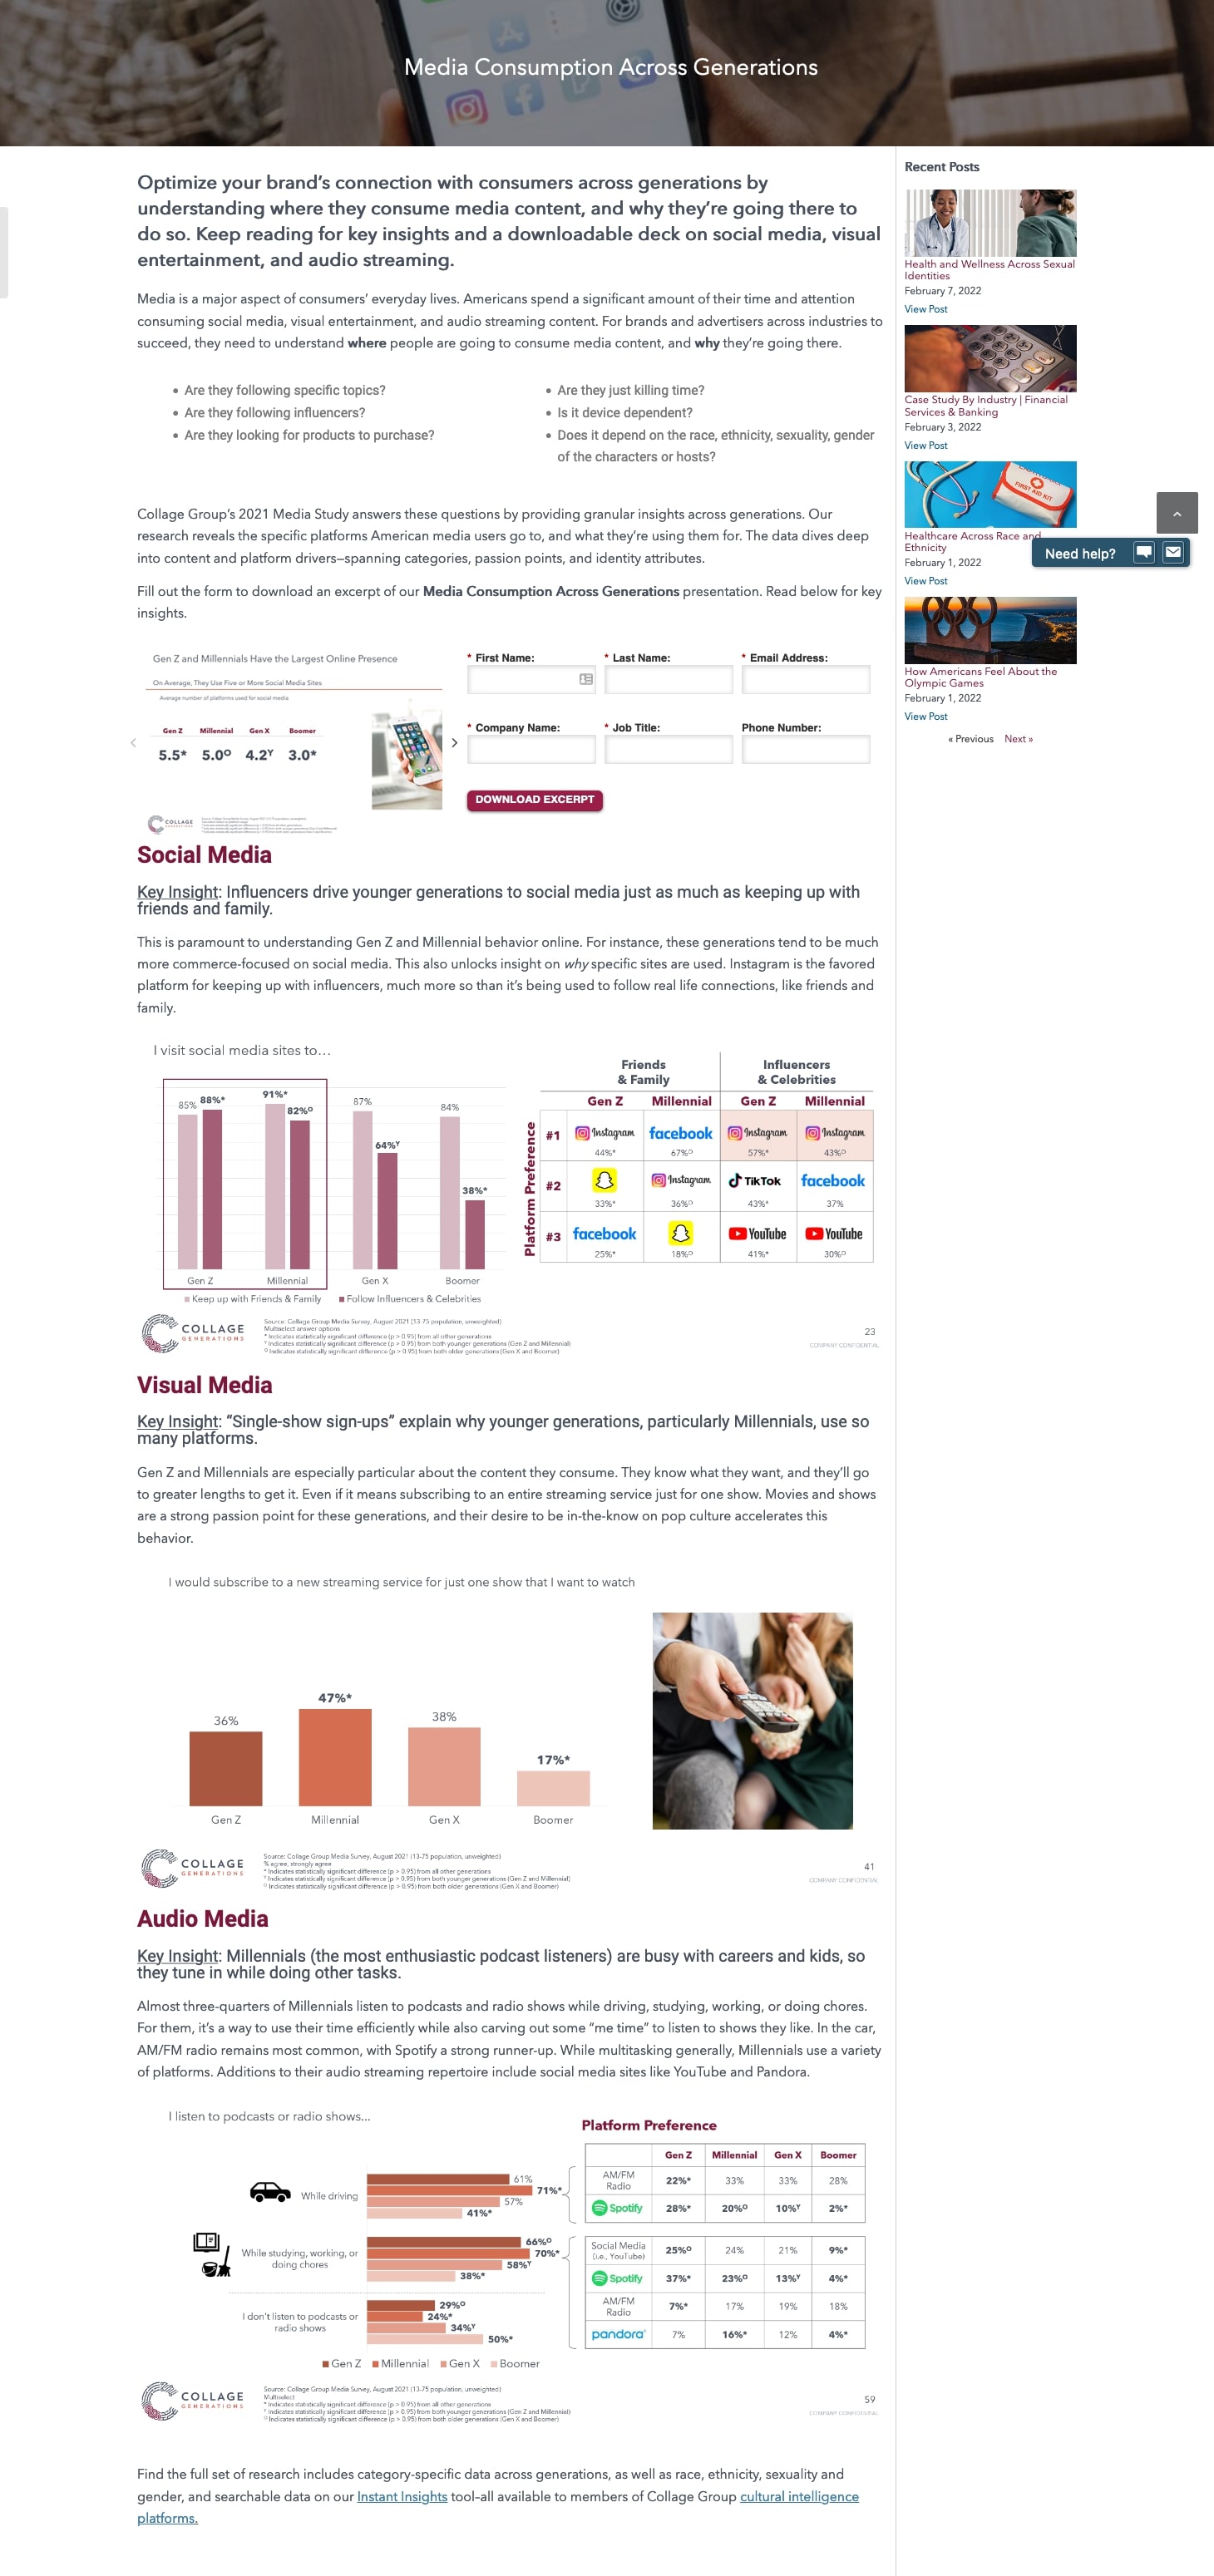 Media Consumption Across Generations
Optimize your brand’s connection with consumers across generations by
understanding where they consume media content, and why they’re going there to
do so. Keep reading for key insights and a downloadable deck on social media, visual
entertainment, and audio streaming.
Media is a major aspect of consumers’ everyday lives. Americans spend a significant amount of their time and attention
consuming social media, visual entertainment, and audio streaming content. For brands and advertisers across industries to
succeed, they need to understand where people are going to consume media content, and why they’re going there.
• Are they following specific topics?
• Are they following influencers?
• Are they looking for products to purchase?
• Are they just killing time?
• Is it device dependent?
• Does it depend on the race, ethnicity, sexuality, gender
of the characters or hosts?
Collage Group’s 2021 Media Study answers these questions by providing granular insights across generations. Our
research reveals the specific platforms American media users go to, and what they’re using them for. The data dives deep
into content and platform drivers–spanning categories, passion points, and identity attributes.
Fill out the form to download an excerpt of our Media Consumption Across Generations presentation. Read below for key
insights.
Gen Z and Millennials Have the Largest Online Presence
On Average, They Use Five or More Social Media Sites
Average number of platforms used for social media
Gen Z Millennial Gen X Boomer
5.5* 5.0ᴼ 4.2ʸ 3.0*
COLLAGE
GENERATIONS
* First Name: * Last Name: * Email Address:
* Company Name: * Job Title: Phone Number:
DOWNLOAD EXCERPT
Social Media
Key Insight: Influencers drive younger generations to social media just as much as keeping up with
friends and family.
This is paramount to understanding Gen Z and Millennial behavior online. For instance, these generations tend to be much
more commerce-focused on social media. This also unlocks insight on why specific sites are used. Instagram is the favored
platform for keeping up with influencers, much more so than it’s being used to follow real life connections, like friends and
family.
I visit social media sites to…
85% 88%* 91%* 82%ᴼ 87% 64%ʸ 84% 38%*
Gen Z Millennial Gen X Boomer
Keep up with Friends & Family Follow Influencers & Celebrities
Friends
& Family
Influencers
& Celebrities
Gen Z Millennial Gen Z Millennial
Platform Preference
#1 Instagram facebook Instagram Instagram
44%* 67%ᴼ 57%* 43%ᴼ
#2 Instagram TikTok facebook
33%* 36%ᴼ 43%* 37%
#3 facebook YouTube YouTube
25%* 18%ᴼ 41%* 30%ᴼ
COLLAGE
GENERATIONS
Source: Collage Group Media Survey, August 2021 (13-75 population, unweighted)
Multiselect answer options
* Indicates statistically significant difference (p > 0.95) from all other generations
ʸ Indicates statistically significant difference (p > 0.95) from both younger generations (Gen Z and Millennial)
ᴼ Indicates statistically significant difference (p > 0.95) from both older generations (Gen X and Boomer)
23
COMPANY CONFIDENTIAL
Visual Media
Key Insight: “Single-show sign-ups” explain why younger generations, particularly Millennials, use so
many platforms.
Gen Z and Millennials are especially particular about the content they consume. They know what they want, and they’ll go
to greater lengths to get it. Even if it means subscribing to an entire streaming service just for one show. Movies and shows
are a strong passion point for these generations, and their desire to be in-the-know on pop culture accelerates this
behavior.
I would subscribe to a new streaming service for just one show that I want to watch
36% 47%* 38% 17%*
Gen Z Millennial Gen X Boomer
COLLAGE
GENERATIONS
Source: Collage Group Media Survey, August 2021 (13-75 population, unweighted)
% agree, strongly agree
* Indicates statistically significant difference (p > 0.95) from all other generations
ʸ Indicates statistically significant difference (p > 0.95) from both younger generations (Gen Z and Millennial)
ᴼ Indicates statistically significant difference (p > 0.95) from both older generations (Gen X and Boomer)
41
COMPANY CONFIDENTIAL
Audio Media
Key Insight: Millennials (the most enthusiastic podcast listeners) are busy with careers and kids, so
they tune in while doing other tasks.
Almost three-quarters of Millennials listen to podcasts and radio shows while driving, studying, working, or doing chores.
For them, it’s a way to use their time efficiently while also carving out some “me time” to listen to shows they like. In the car,
AM/FM radio remains most common, with Spotify a strong runner-up. While multitasking generally, Millennials use a variety
of platforms. Additions to their audio streaming repertoire include social media sites like YouTube and Pandora.
I listen to podcasts or radio shows...
While driving
61%
71%*
57%
41%*
While studying, working, or
doing chores
66%ᴼ
70%*
58%ʸ
38%*
I don't listen to podcasts or
radio shows
29%ᴼ
24%*
34%ʸ
50%*
Gen Z Millennial Gen X Boomer
Platform Preference
Gen Z Millennial Gen X Boomer
AM/FM
Radio 22%* 33% 33% 28%
Spotify 28%* 20%ᴼ 10%ʸ 2%*
Social Media
(i.e., YouTube) 25%ᴼ 24% 21% 9%*
Spotify 37%* 23%ᴼ 13%ʸ 4%*
AM/FM
Radio 7%* 17% 19% 18%
pandora 7% 16%* 12% 4%*
COLLAGE
GENERATIONS
Source: Collage Group Media Survey, August 2021 (13-75 population, unweighted)
Multiselect
* Indicates statistically significant difference (p > 0.95) from all other generations
ʸ Indicates statistically significant difference (p > 0.95) from both younger generations (Gen Z and Millennial)
ᴼ Indicates statistically significant difference (p > 0.95) from both older generations (Gen X and Boomer)
59
COMPANY CONFIDENTIAL
Find the full set of research includes category-specific data across generations, as well as race, ethnicity, sexuality and
gender, and searchable data on our Instant Insights tool–all available to members of Collage Group cultural intelligence
platforms.
Recent Posts
Health and Wellness Across Sexual
Identities
February 7, 2022
View Post
Case Study By Industry | Financial
Services & Banking
February 3, 2022
View Post
FIRST AID KIT
Healthcare Across Race and
Ethnicity
February 1, 2022
View Post
How Americans Feel About the
Olympic Games
February 1, 2022
View Post
« Previous Next »
Need help?